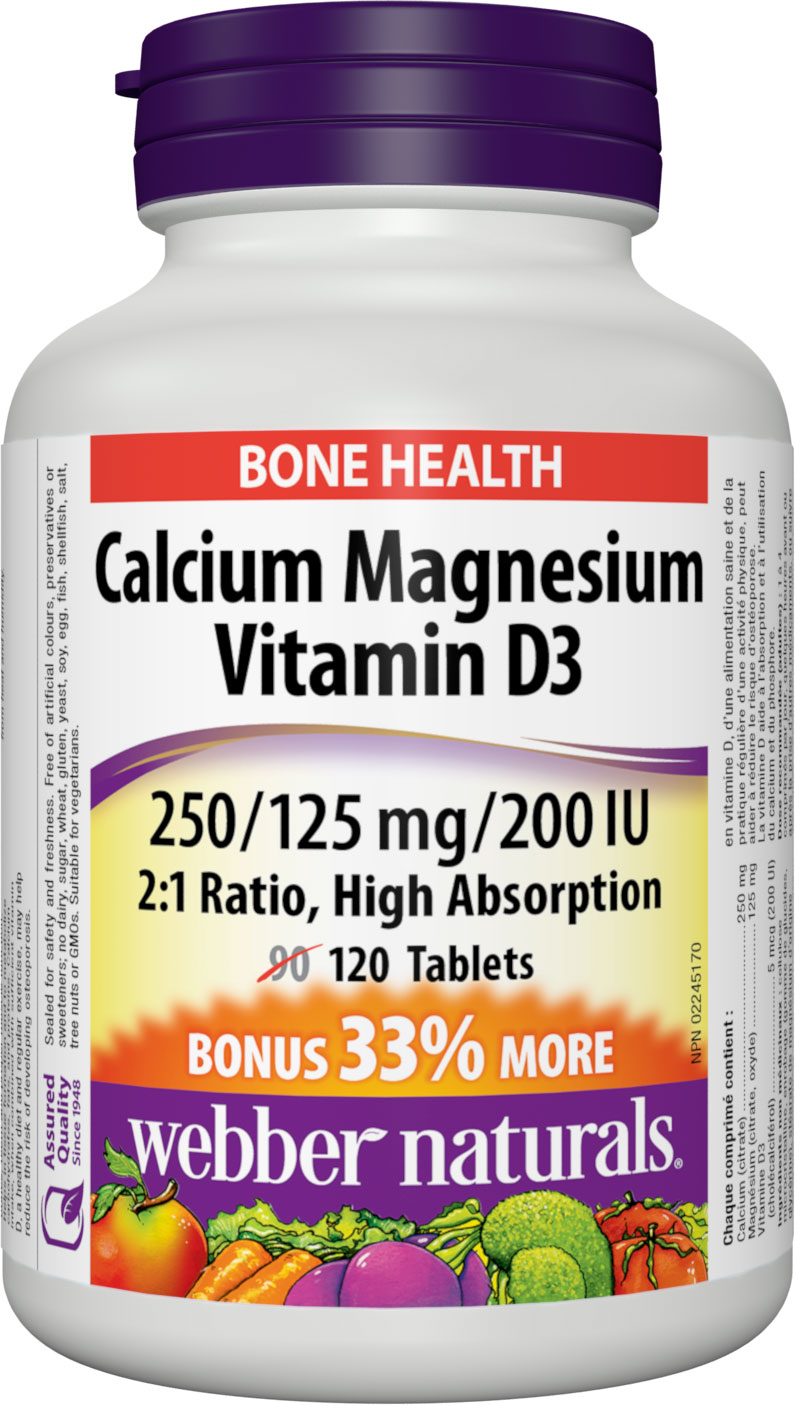 BONE HEALTH
Calcium Magnesium
Vitamin D3
250/125 mg/200 IU
2:1 Ratio, High Absorption
90 120 Tablets
BONUS 33% MORE
webber naturals®
NPN 02245170
D, a healthy diet and regular exercise, may help
reduce the risk of developing osteoporosis.
Assured
Quality
Since 1948
Sealed for safety and freshness. Free of artificial colours, preservatives or
sweeteners; no dairy, sugar, wheat, gluten, yeast, soy, egg, fish, shellfish, salt,
tree nuts or GMOs. Suitable for vegetarians.
Chaque comprimé contient :
Calcium (citrate) 250 mg
Magnésium (citrate, oxyde) 125 mg
Vitamine D3
(cholécalciférol) 5 mcg (200 UI)
en vitamine D, d'une alimentation saine et de la
pratique régulière d'une activité physique, peut
aider à réduire le risque d'ostéoporose.
La vitamine D aide à l'absorption et à l'utilisation
du calcium et du phosphore.
Dose recommandée (adultes) : 1 à 4